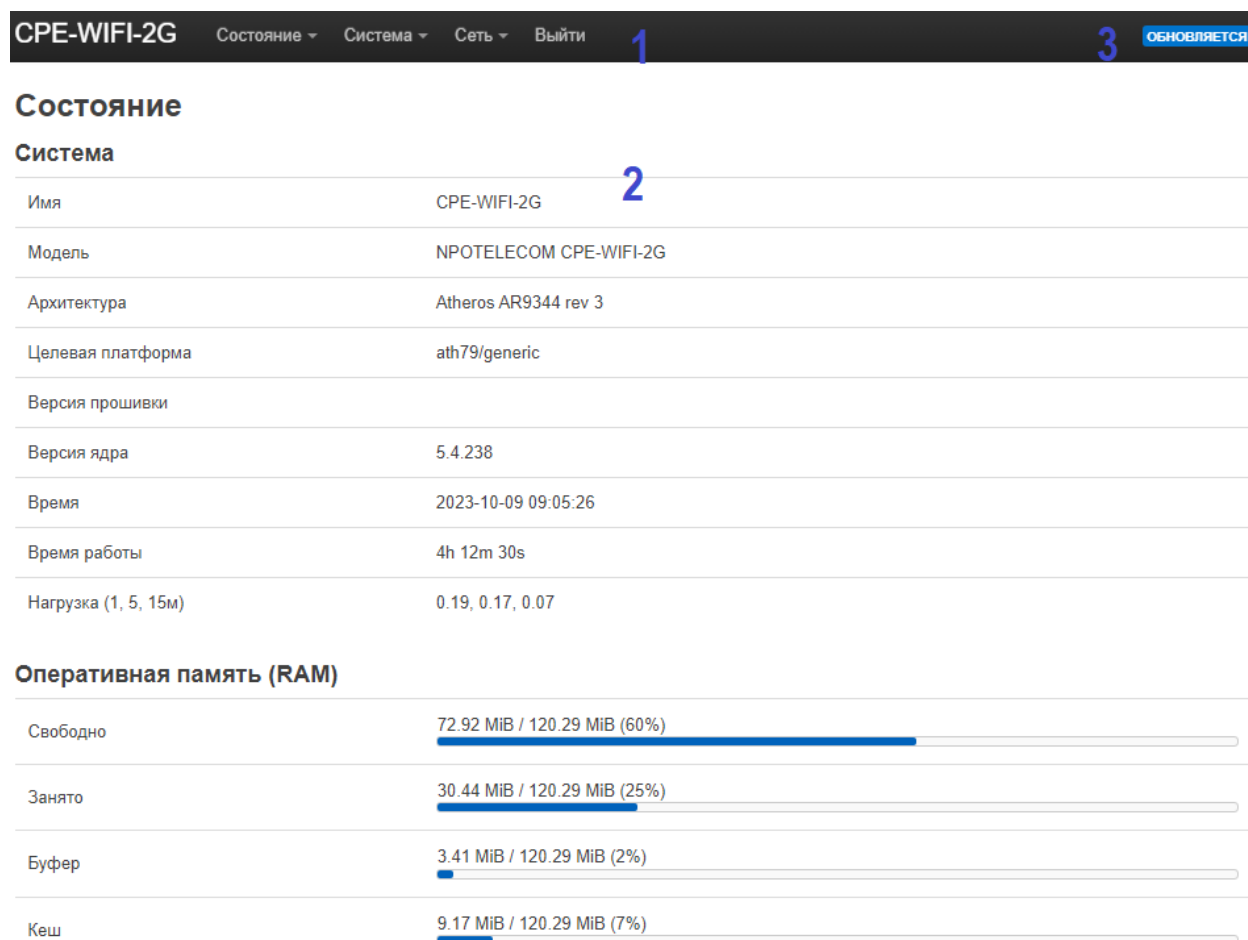 CPE-WIFI-2G Состояние Система Сеть Выйти 1 3 ОБНОВЛЯЕТСЯ
Состояние
Система
2
Имя CPE-WIFI-2G
Модель NPOTELECOM CPE-WIFI-2G
Архитектура Atheros AR9344 rev 3
Целевая платформа ath79/generic
Версия прошивки
Версия ядра 5.4.238
Время 2023-10-09 09:05:26
Время работы 4h 12m 30s
Нагрузка (1, 5, 15м) 0.19, 0.17, 0.07
Оперативная память (RAM)
Свободно 72.92 MiB / 120.29 MiB (60%)
Занято 30.44 MiB / 120.29 MiB (25%)
Буфер 3.41 MiB / 120.29 MiB (2%)
Кеш 9.17 MiB / 120.29 MiB (7%)